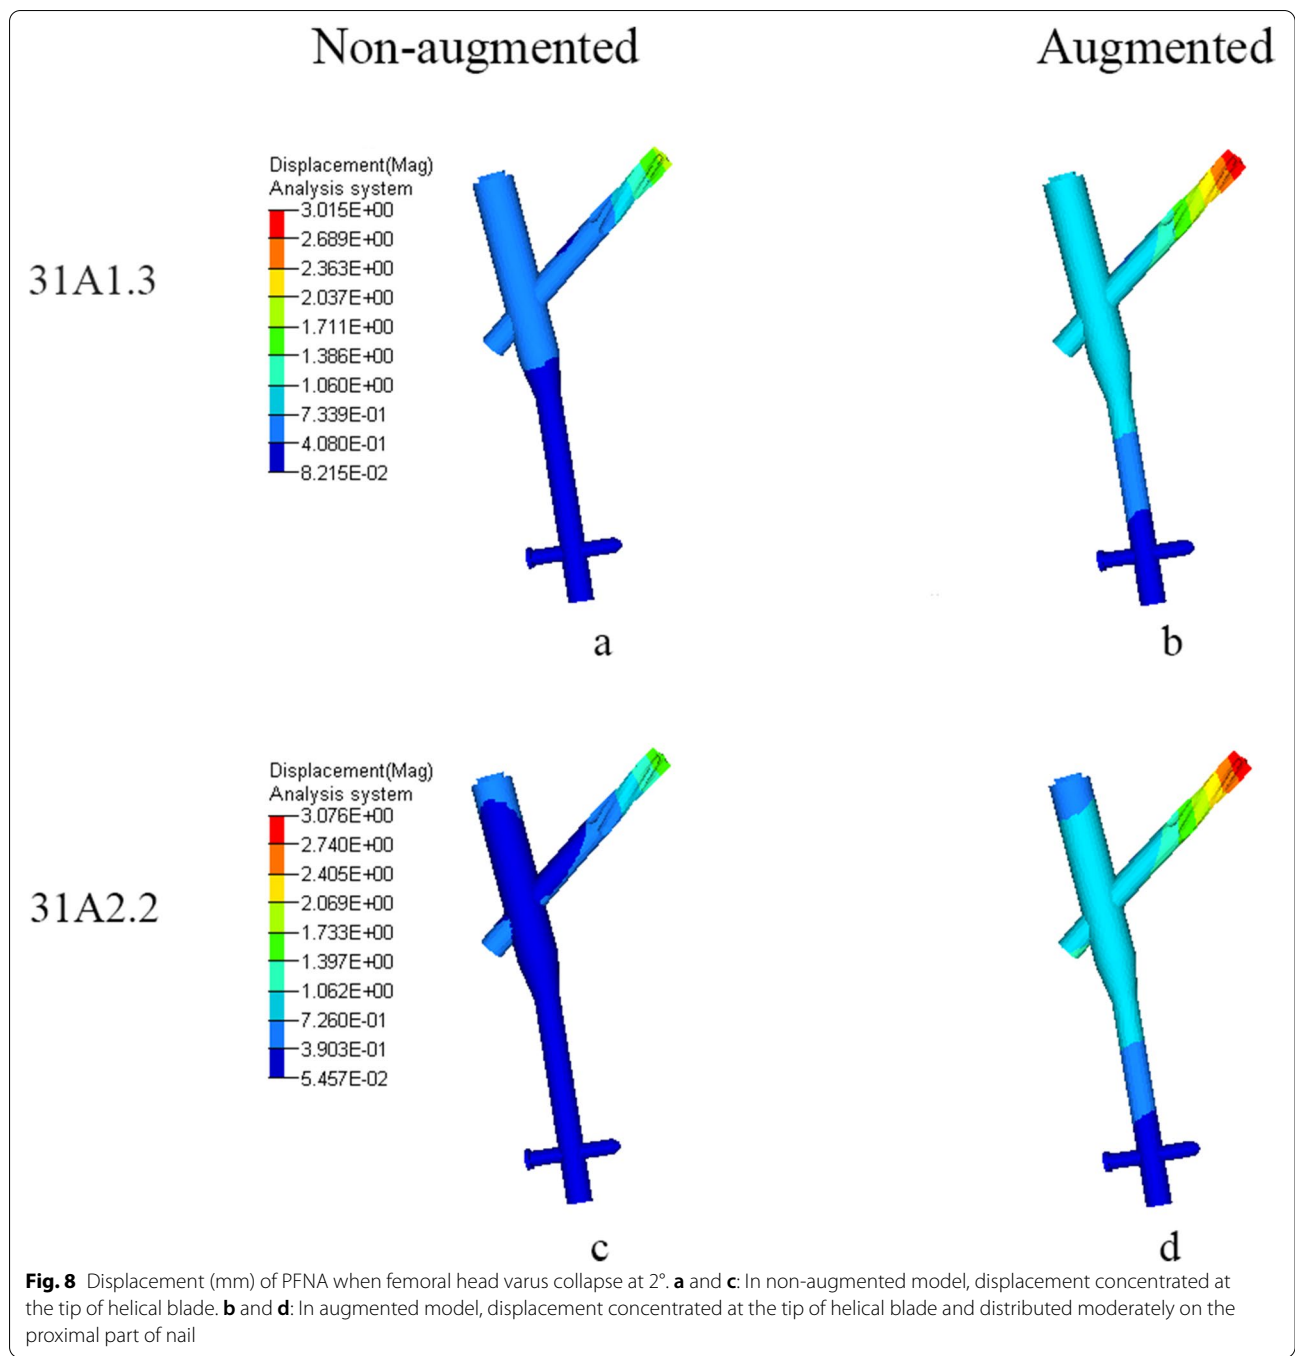 Non-augmented Augmented
31A1.3
Displacement(Mag)
Analysis system
3.015E+00
2.689E+00
2.363E+00
2.037E+00
1.711E+00
1.386E+00
1.060E+00
7.339E-01
4.080E-01
8.215E-02
a b
31A2.2
Displacement(Mag)
Analysis system
3.076E+00
2.740E+00
2.405E+00
2.069E+00
1.733E+00
1.397E+00
1.062E+00
7.260E-01
3.903E-01
5.457E-02
c d
Fig. 8 Displacement (mm) of PFNA when femoral head varus collapse at 2°. a and c: In non-augmented model, displacement concentrated at
the tip of helical blade. b and d: In augmented model, displacement concentrated at the tip of helical blade and distributed moderately on the
proximal part of nail